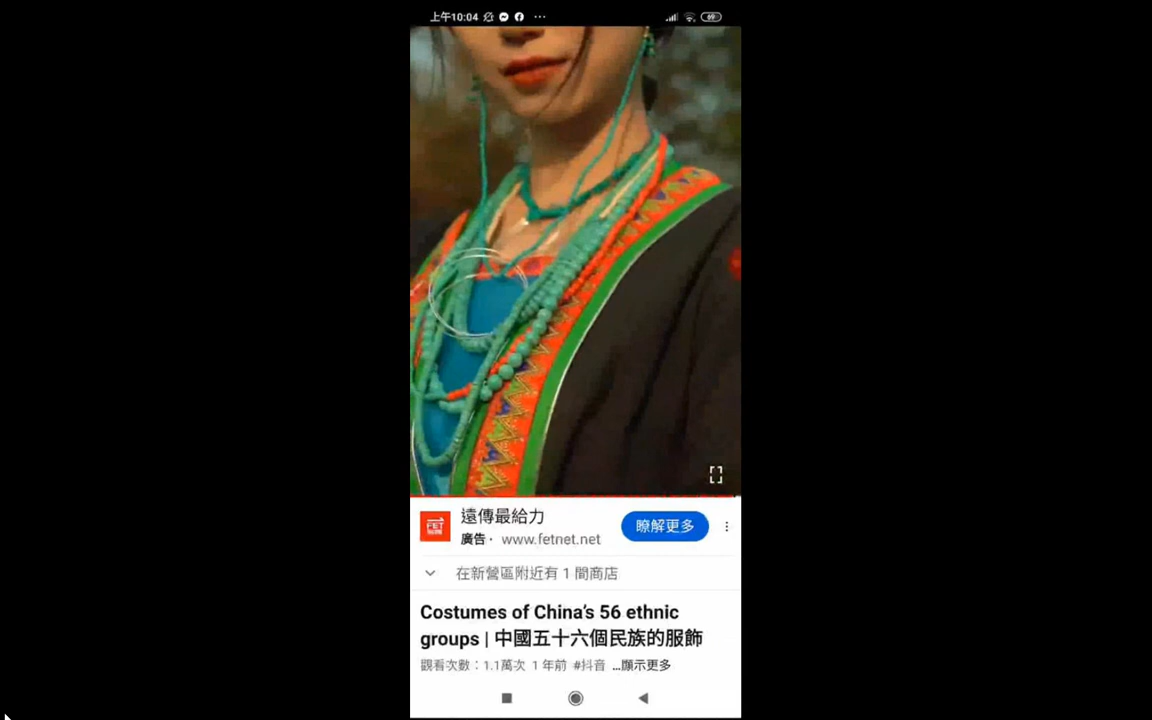 上午10:04
69
遠傳最給力
FET
廣告· www.fetnet.net
瞭解更多
在新營區附近有 1 間商店
Costumes of China's 56 ethnic
groups | 中國五十六個民族的服飾
觀看次數：1.1萬次 1 年前 #抖音 ...顯示更多